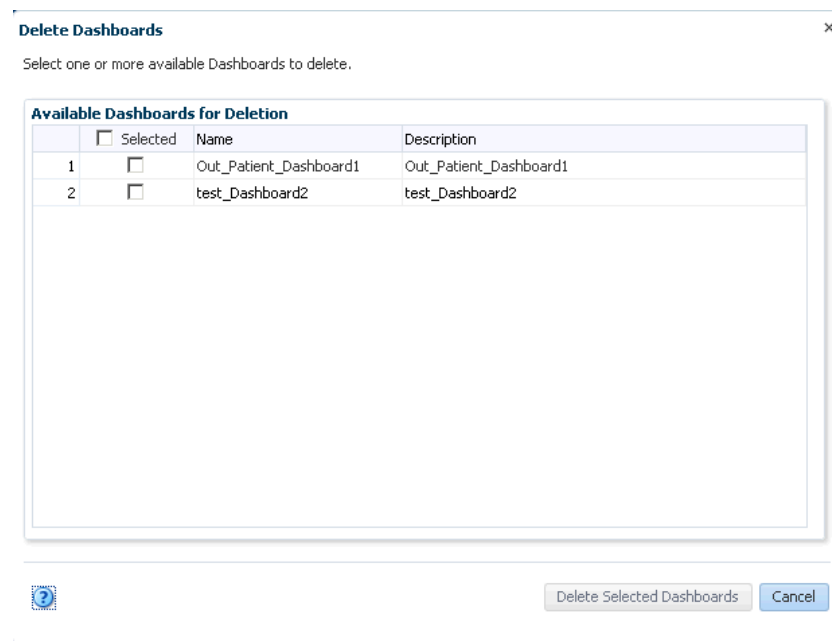 Delete Dashboards
Select one or more available Dashboards to delete.
Available Dashboards for Deletion
Selected Name Description
1 Out_Patient_Dashboard1 Out_Patient_Dashboard1
2 test_Dashboard2 test_Dashboard2
? Delete Selected Dashboards Cancel